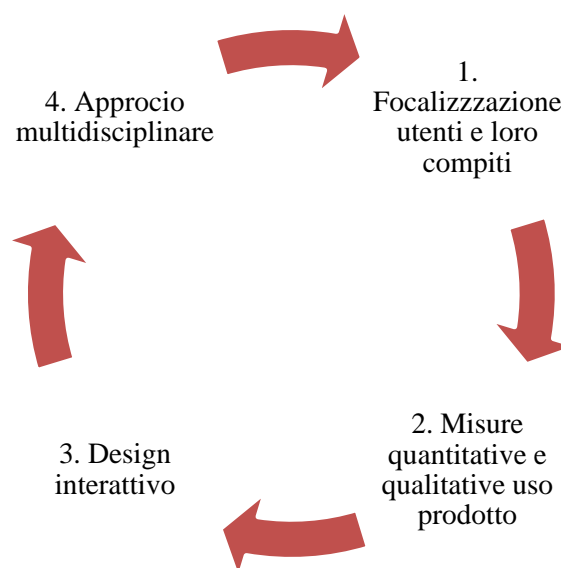 1.
Focalizzzazione
utenti e loro
compiti
2. Misure
quantitative e
qualitative uso
prodotto
3. Design
interattivo
4. Approcio
multidisciplinare